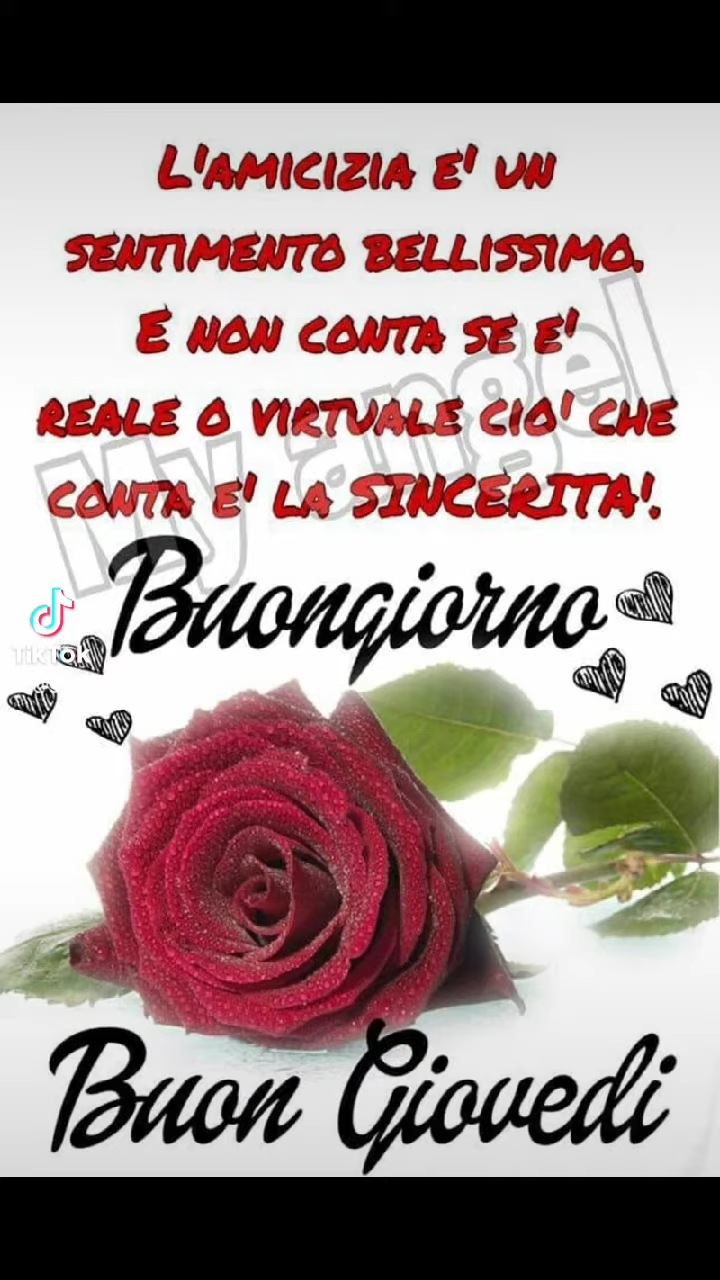 L'AMICIZIA E' UN
SENTIMENTO BELLISSIMO.
E NON CONTA SE E'
REALE O VIRTUALE CIO' CHE
CONTA E' LA SINCERITA'.
My angel
Buongiorno
TikTok
Buon Giovedi